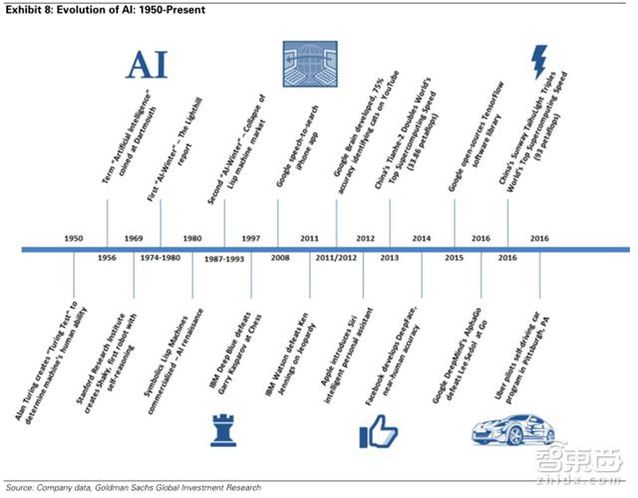 Exhibit 8: Evolution of AI: 1950-Present
AI
Term "Artificial Intelligence"
coined at Dartmouth
First "AI-Winter" – The Lighthill
report
Second "AI-Winter" – Collapse of
Lisp machine market
Google speech-to-search
iPhone app
Google Brain developed, 75%
accuracy identifying cats on YouTube
China's Tianhe-2 Doubles World's
Top Supercomputing Speed
(33.86 petaflops)
Google open-sources TensorFlow
software library
China's Sunway TaihuLight Triples
World's Top Supercomputing Speed
(93 petaflops)
1950 1969 1980 1997 2011 2012 2014 2016 2016
1956 1974-1980 1987-1993 2008 2011/2012 2013 2015 2016
Alan Turing creates "Turing Test" to
determine machine's human ability
Stanford Research Institute
creates Shaky, first robot with
self-reasoning
Symbolics Lisp Machines
commercialized – AI renaissance
IBM DeepBlue defeats
Garry Kasparov at Chess
IBM Watson defeats Ken
Jennings on Jeopardy
Apple introduces Siri
intelligent personal assistant
Facebook develops DeepFace,
near-human accuracy
Google DeepMind's AlphaGo
defeats Lee Sedol at Go
Uber pilots self-driving car
program in Pittsburgh, PA
智東西
zhidx.com
Source: Company data, Goldman Sachs Global Investment Research